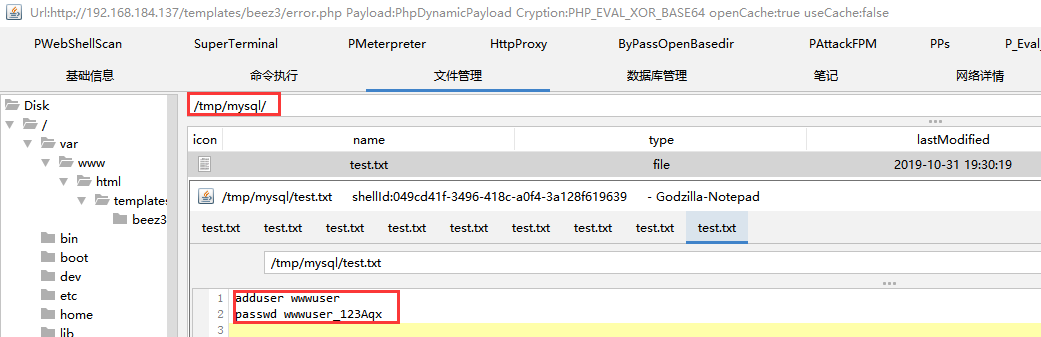 Url:http://192.168.184.137/templates/beez3/error.php Payload:PhpDynamicPayload Cryption:PHP_EVAL_XOR_BASE64 openCache:true useCache:false
PWebShellScan SuperTerminal PMeterpreter HttpProxy ByPassOpenBasedir PAttackFPM PPs P_Eval_
基础信息 命令执行 文件管理 数据库管理 笔记 网络详情
Disk
/
var
www
html
templates
beez3
bin
boot
dev
etc
home
lib
/tmp/mysql/
icon name type lastModified
test.txt file 2019-10-31 19:30:19
/tmp/mysql/test.txt shellId:049cd41f-3496-418c-a0f4-3a128f619639 - Godzilla-Notepad
test.txt test.txt test.txt test.txt test.txt test.txt test.txt test.txt test.txt
/tmp/mysql/test.txt
1 adduser wwwuser
2 passwd wwwuser_123Aqx
3